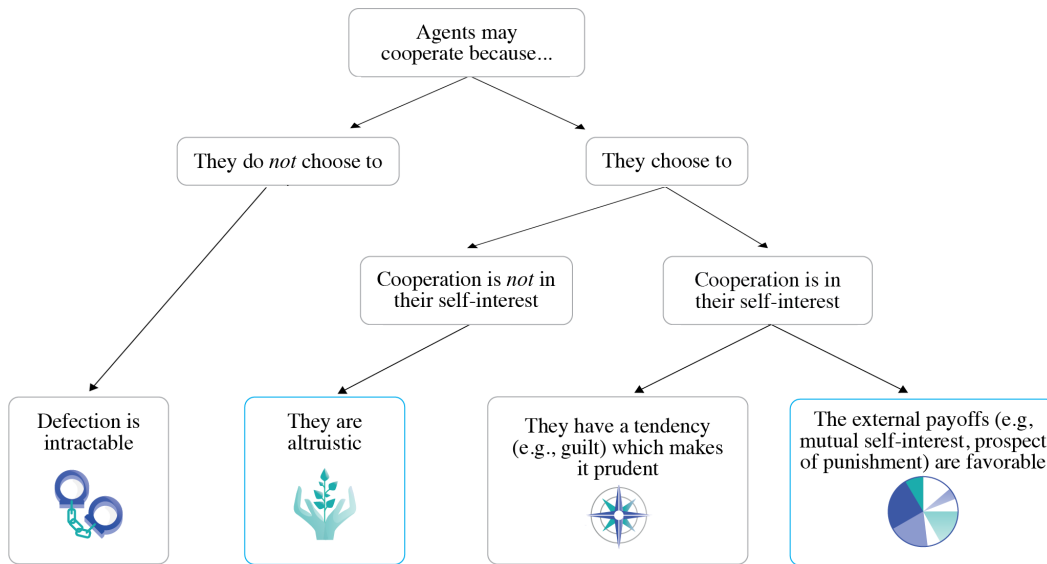 Agents may
cooperate because...
They do not choose to
They choose to
Cooperation is not in
their self-interest
Cooperation is in
their self-interest
Defection is
intractable
They are
altruistic
They have a tendency
(e.g., guilt) which makes
it prudent
The external payoffs (e.g,
mutual self-interest, prospect
of punishment) are favorable